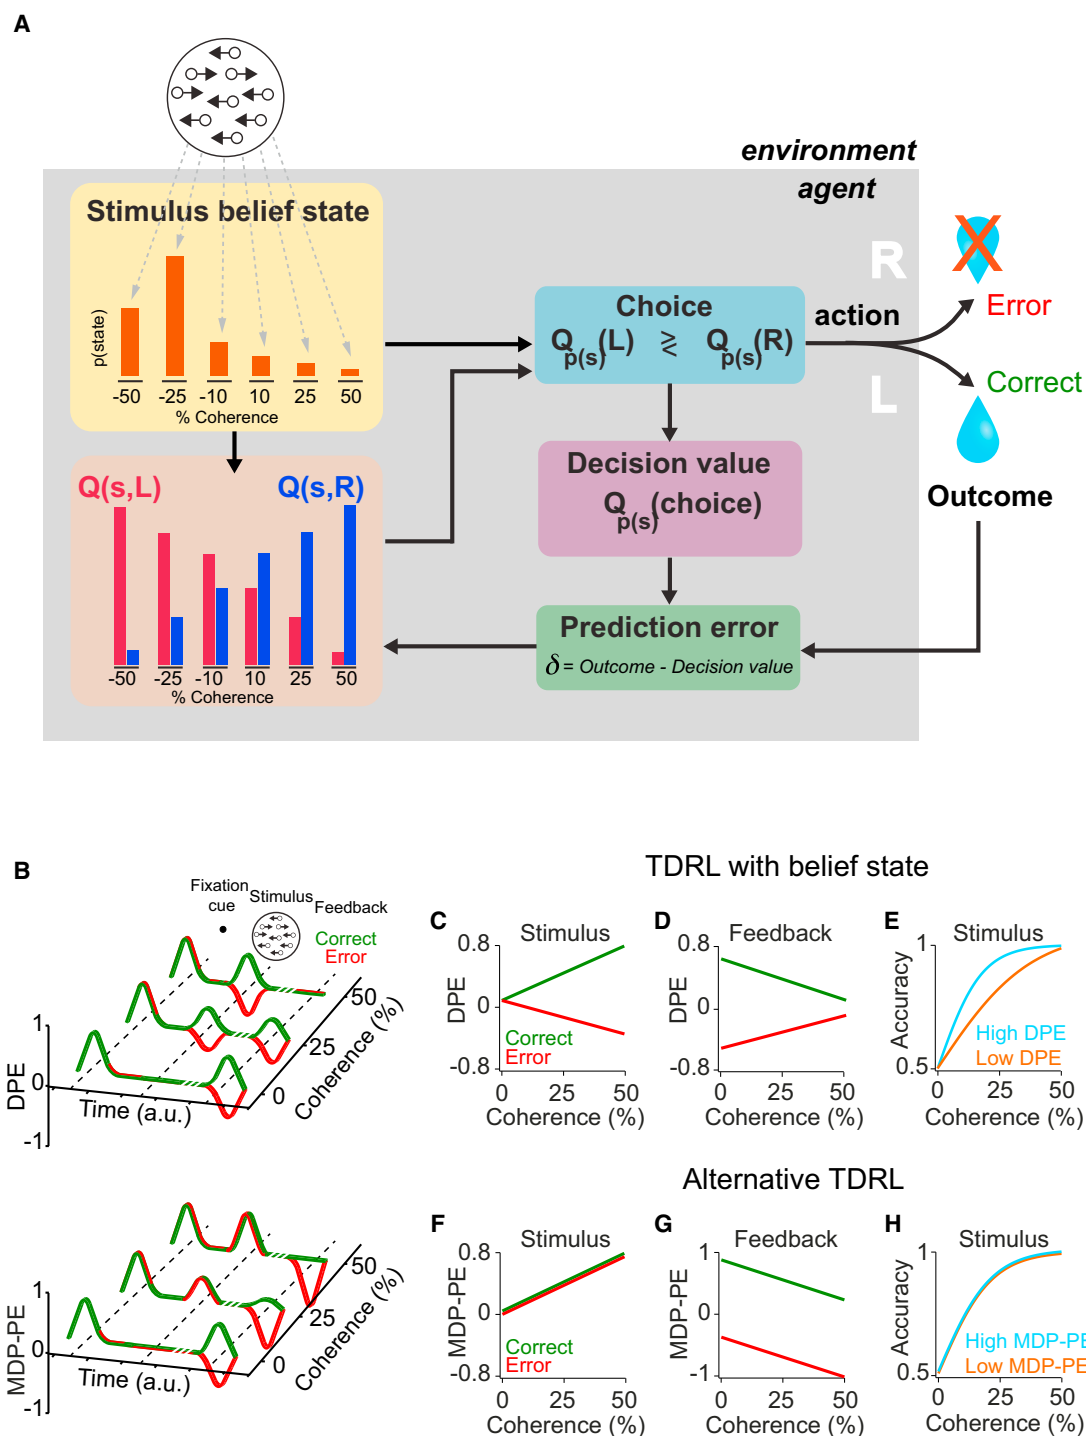 A
environment
agent
Stimulus belief state
p(state)
-50 -25 -10 10 25 50
% Coherence
Q(s,L) Q(s,R)
-50 -25 -10 10 25 50
% Coherence
Choice
Qp(s)(L) ≷ Qp(s)(R)
Decision value
Qp(s)(choice)
Prediction error
δ = Outcome - Decision value
R
action
L
Error
Correct
Outcome
B
Fixation
cue
Stimulus
Feedback
Correct
Error
1
0
-1
DPE
Time (a.u.)
0
25
50
Coherence (%)
1
0
-1
MDP-PE
Time (a.u.)
0
25
50
Coherence (%)
TDRL with belief state
C
Stimulus
0.8
0
-0.8
DPE
Correct
Error
0 50
Coherence (%)
D
Feedback
0.8
0
-0.8
DPE
0 50
Coherence (%)
E
Stimulus
1
0.5
Accuracy
High DPE
Low DPE
0 25 50
Coherence (%)
Alternative TDRL
F
Stimulus
0.8
0
-0.8
MDP-PE
Correct
Error
0 50
Coherence (%)
G
Feedback
1
0
-1
MDP-PE
0 50
Coherence (%)
H
Stimulus
1
0.5
Accuracy
High MDP-PE
Low MDP-PE
0 25 50
Coherence (%)